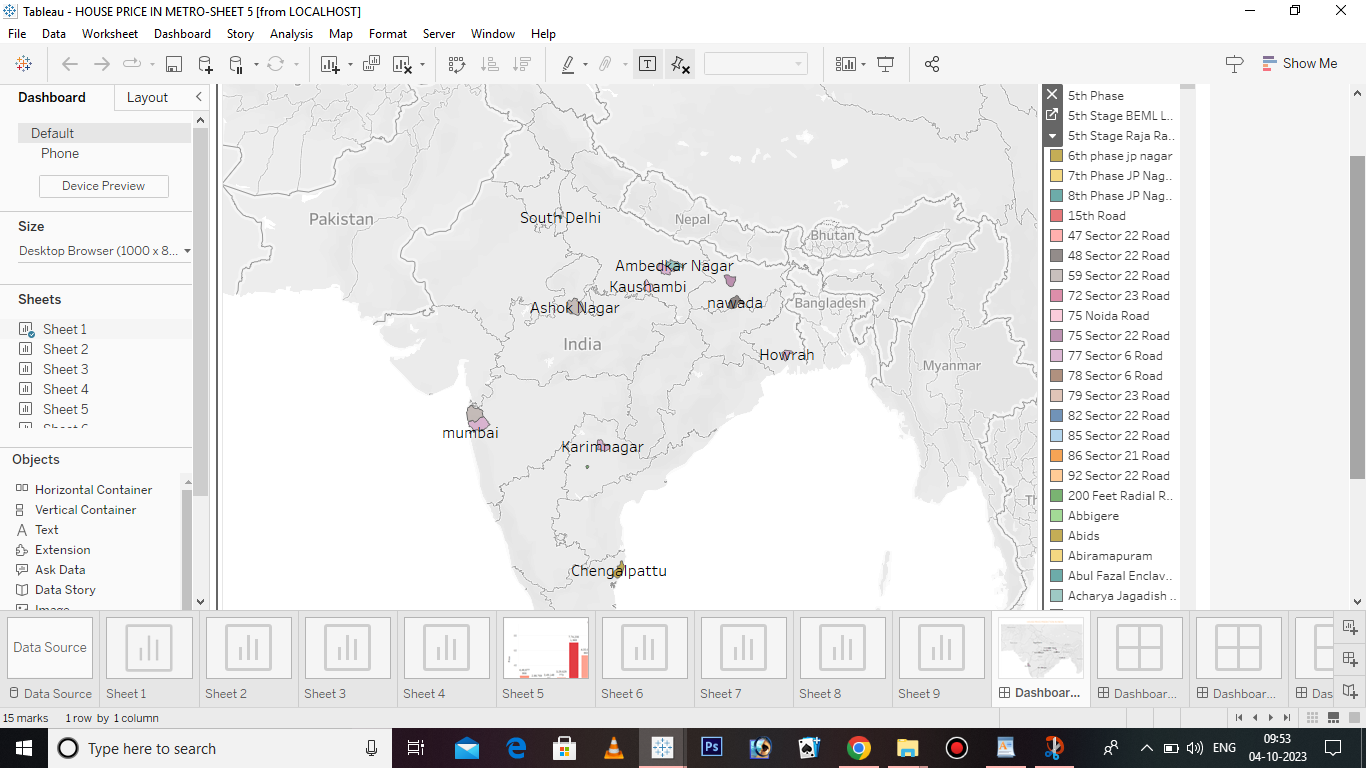 Tableau - HOUSE PRICE IN METRO-SHEET 5 [from LOCALHOST]
File Data Worksheet Dashboard Story Analysis Map Format Server Window Help
Show Me
Dashboard Layout
Default
Phone
Device Preview
Size
Desktop Browser (1000 x 8...
Sheets
Sheet 1
Sheet 2
Sheet 3
Sheet 4
Sheet 5
Objects
Horizontal Container
Vertical Container
Text
Extension
Ask Data
Data Story
Image
Pakistan
South Delhi
Nepal
Bhutan
Ambedkar Nagar
Kaushambi
Ashok Nagar
nawada
Bangladesh
India
Howrah
Myanmar
mumbai
Karimnagar
Chengalpattu
Th
5th Phase
5th Stage BEML L..
5th Stage Raja Ra..
6th phase jp nagar
7th Phase JP Nag..
8th Phase JP Nag..
15th Road
47 Sector 22 Road
48 Sector 22 Road
59 Sector 22 Road
72 Sector 23 Road
75 Noida Road
75 Sector 22 Road
77 Sector 6 Road
78 Sector 6 Road
79 Sector 23 Road
82 Sector 22 Road
85 Sector 22 Road
86 Sector 21 Road
92 Sector 22 Road
200 Feet Radial R..
Abbigere
Abids
Abiramapuram
Abul Fazal Enclav..
Acharya Jagadish ..
Data Source
Data Source Sheet 1 Sheet 2 Sheet 3 Sheet 4 Sheet 5 Sheet 6 Sheet 7 Sheet 8 Sheet 9 Dashboar... Dashboar... Dashboar... Das
15 marks 1 row by 1 column
Type here to search
Ps
ENG
09:53
04-10-2023